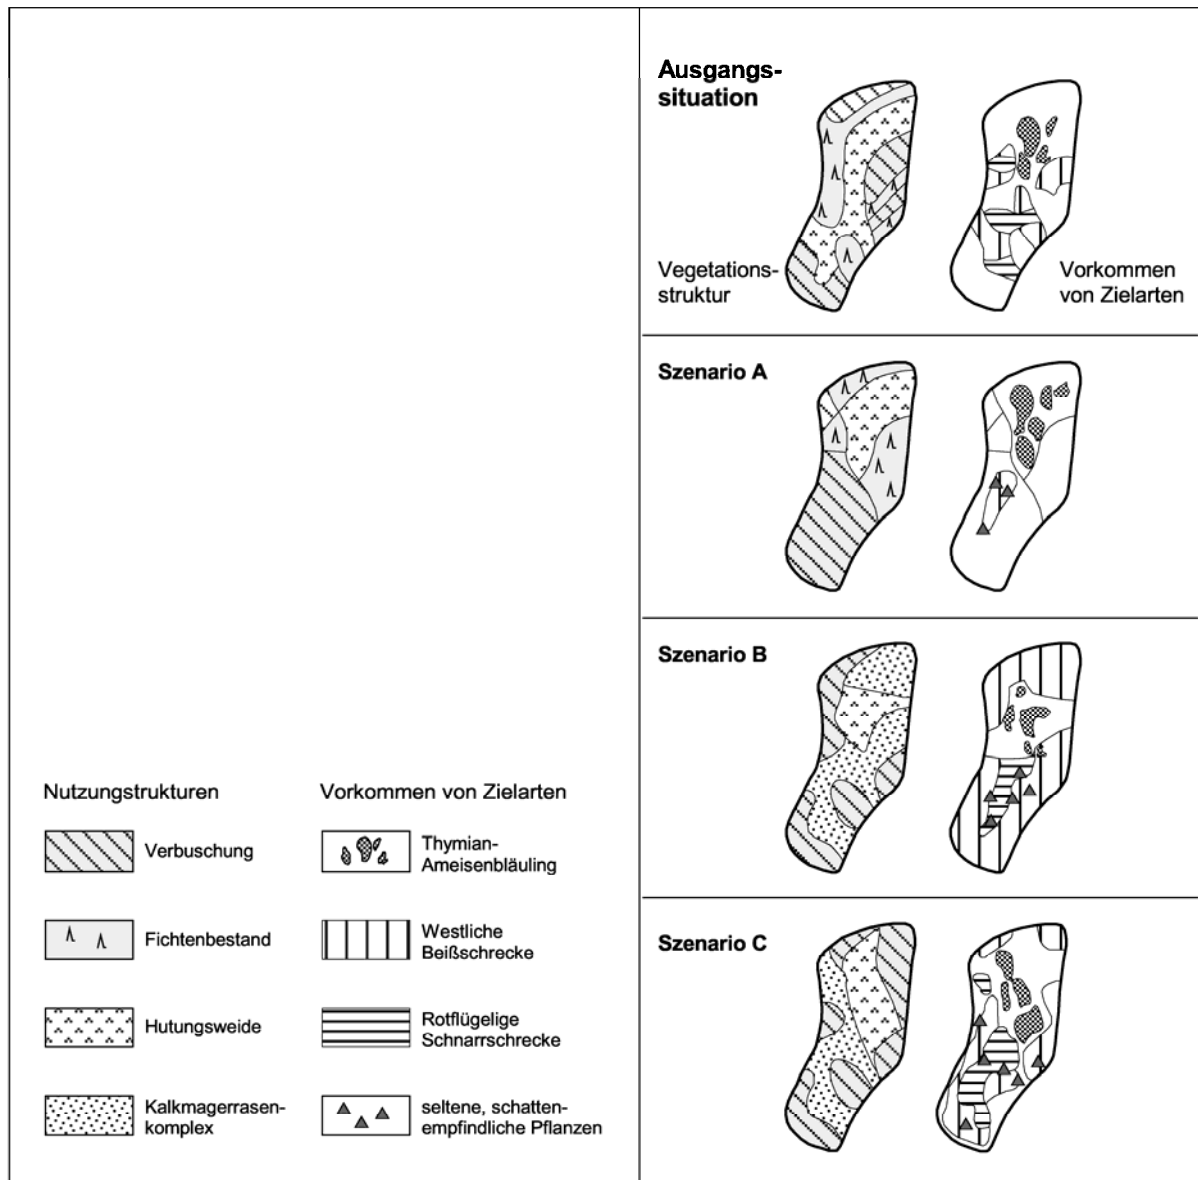 Ausgangs-
situation
Vegetations-
struktur
Vorkommen
von Zielarten
Szenario A
Szenario B
Szenario C
Nutzungstrukturen
Verbuschung
Fichtenbestand
Hutungsweide
Kalkmagerrasen-
komplex
Vorkommen von Zielarten
Thymian-
Ameisenbläuling
Westliche
Beißschrecke
Rotflügelige
Schnarrschrecke
seltene, schatten-
empfindliche Pflanzen